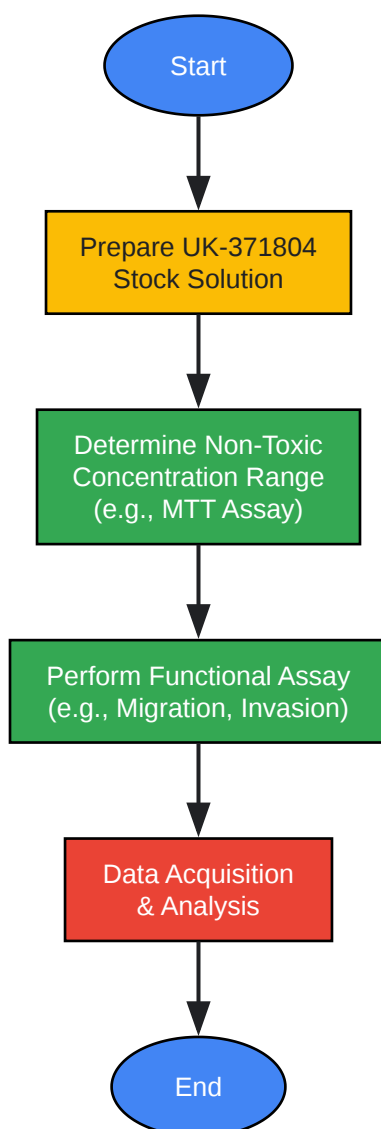 Start
Prepare UK-371804
Stock Solution
Determine Non-Toxic
Concentration Range
(e.g., MTT Assay)
Perform Functional Assay
(e.g., Migration, Invasion)
Data Acquisition
& Analysis
End